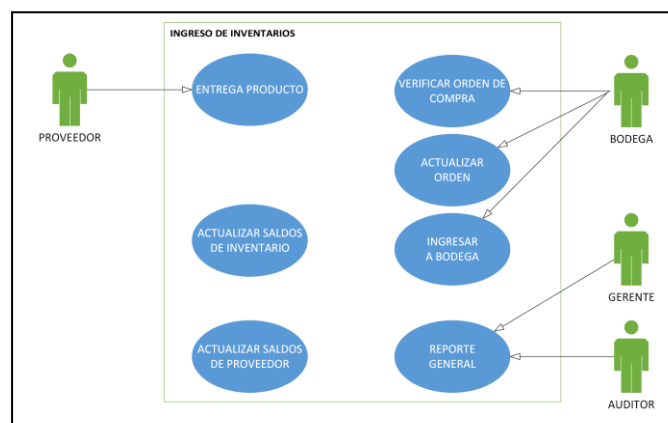 INGRESO DE INVENTARIOS
ENTREGA PRODUCTO
VERIFICAR ORDEN DE
COMPRA
PROVEEDOR
BODEGA
ACTUALIZAR
ORDEN
ACTUALIZAR SALDOS
DE INVENTARIO
INGRESAR
A BODEGA
GERENTE
ACTUALIZAR SALDOS
DE PROVEEDOR
REPORTE
GENERAL
AUDITOR